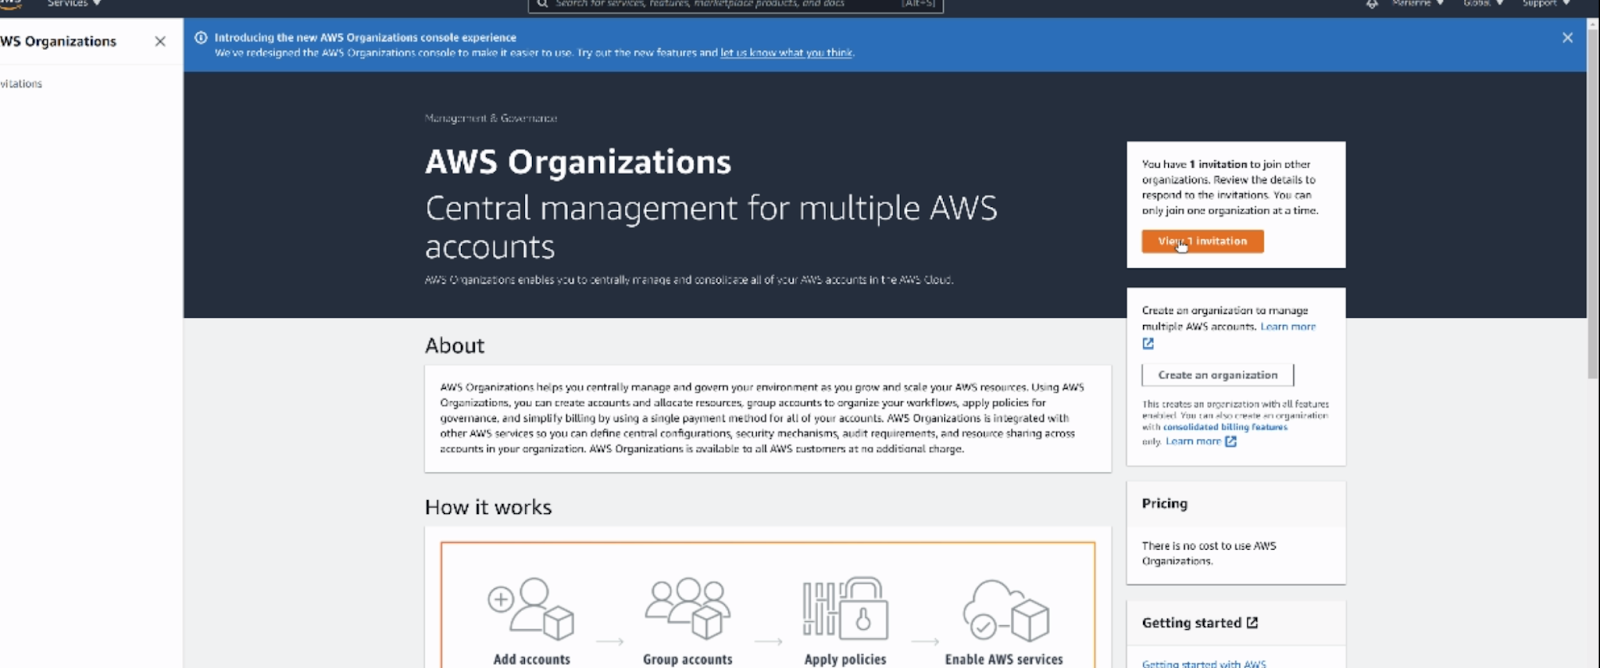 Services
Search for services, features, marketplace products, and docs
[Alt+S]
Marienne
Global
Support
WS Organizations
vitations
Introducing the new AWS Organizations console experience
We've redesigned the AWS Organizations console to make it easier to use. Try out the new features and let us know what you think.
Management & Governance
AWS Organizations
Central management for multiple AWS
accounts
AWS Organizations enables you to centrally manage and consolidate all of your AWS accounts in the AWS Cloud.
You have 1 invitation to join other
organizations. Review the details to
respond to the invitations. You can
only join one organization at a time.
View 1 invitation
Create an organization to manage
multiple AWS accounts. Learn more
Create an organization
This creates an organization with all features
enabled. You can also create an organization
with consolidated billing features
only. Learn more
About
AWS Organizations helps you centrally manage and govern your environment as you grow and scale your AWS resources. Using AWS
Organizations, you can create accounts and allocate resources, group accounts to organize your workflows, apply policies for
governance, and simplify billing by using a single payment method for all of your accounts. AWS Organizations is integrated with
other AWS services so you can define central configurations, security mechanisms, audit requirements, and resource sharing across
accounts in your organization. AWS Organizations is available to all AWS customers at no additional charge.
How it works
Add accounts
Group accounts
Apply policies
Enable AWS services
Pricing
There is no cost to use AWS
Organizations.
Getting started
Getting started with AWS